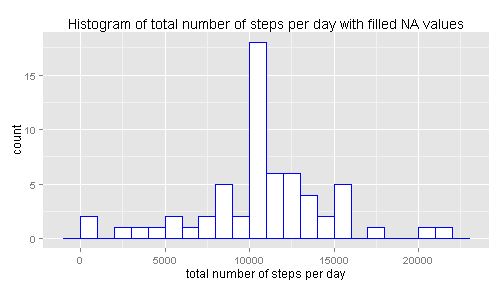 Histogram of total number of steps per day with filled NA values
count
15
10
5
0
0 5000 10000 15000 20000
total number of steps per day